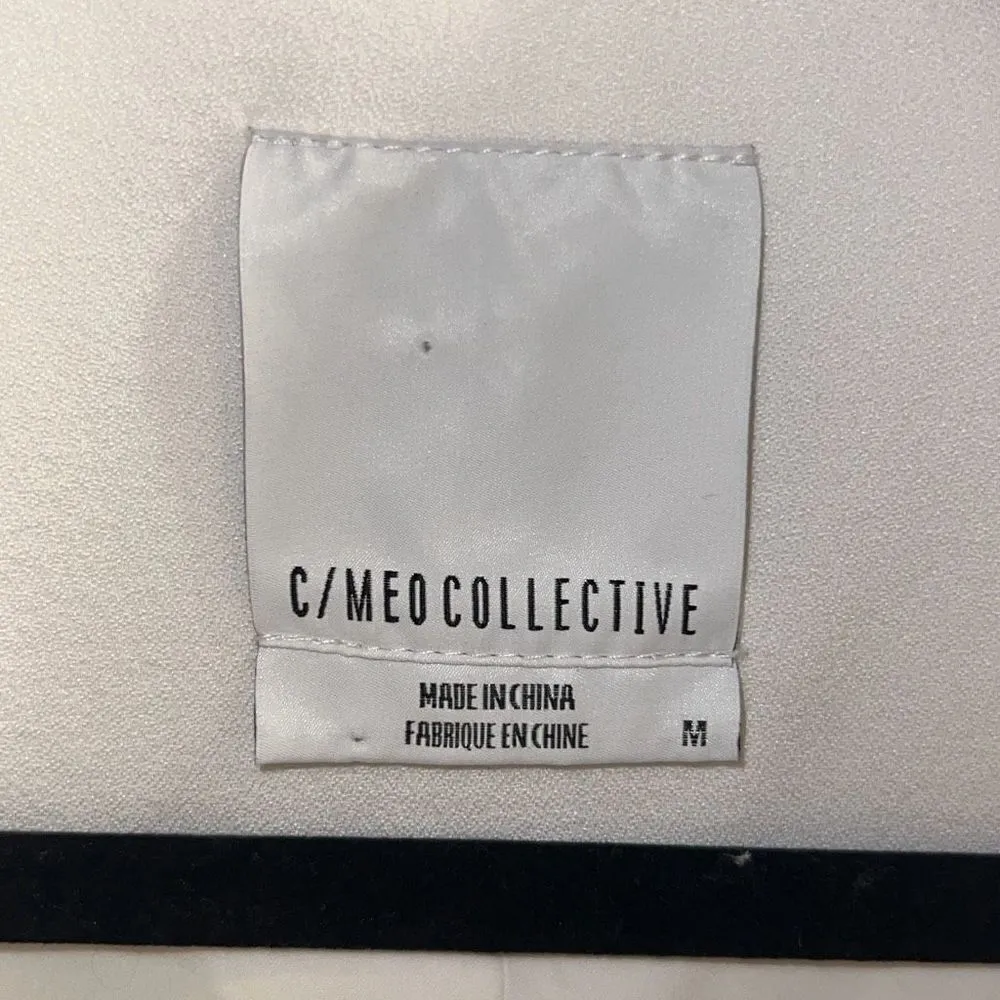 C/MEO COLLECTIVE
MADE IN CHINA
FABRIQUE EN CHINE
M